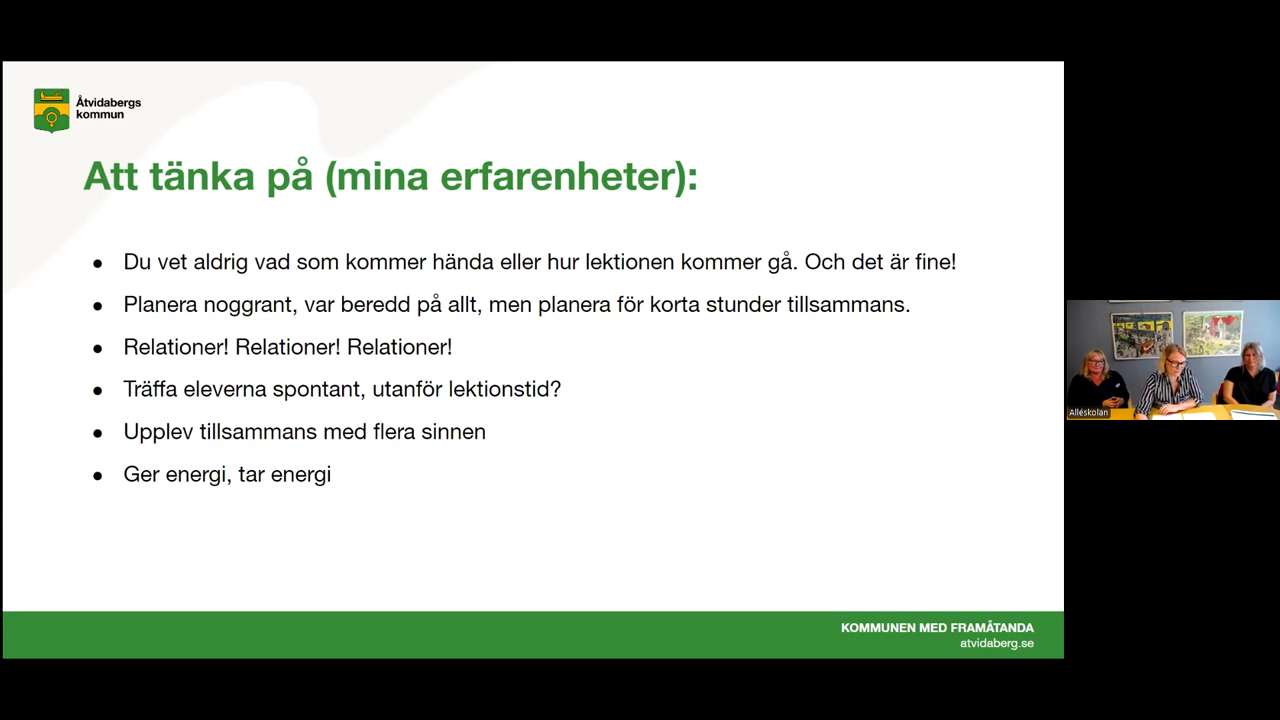 Åtvidabergs
kommun
Att tänka på (mina erfarenheter):
● Du vet aldrig vad som kommer hända eller hur lektionen kommer gå. Och det är fine!
● Planera noggrant, var beredd på allt, men planera för korta stunder tillsammans.
● Relationer! Relationer! Relationer!
● Träffa eleverna spontant, utanför lektionstid?
● Upplev tillsammans med flera sinnen
● Ger energi, tar energi
Alléskolan
KOMMUNEN MED FRAMÅTANDA
atvidaberg.se